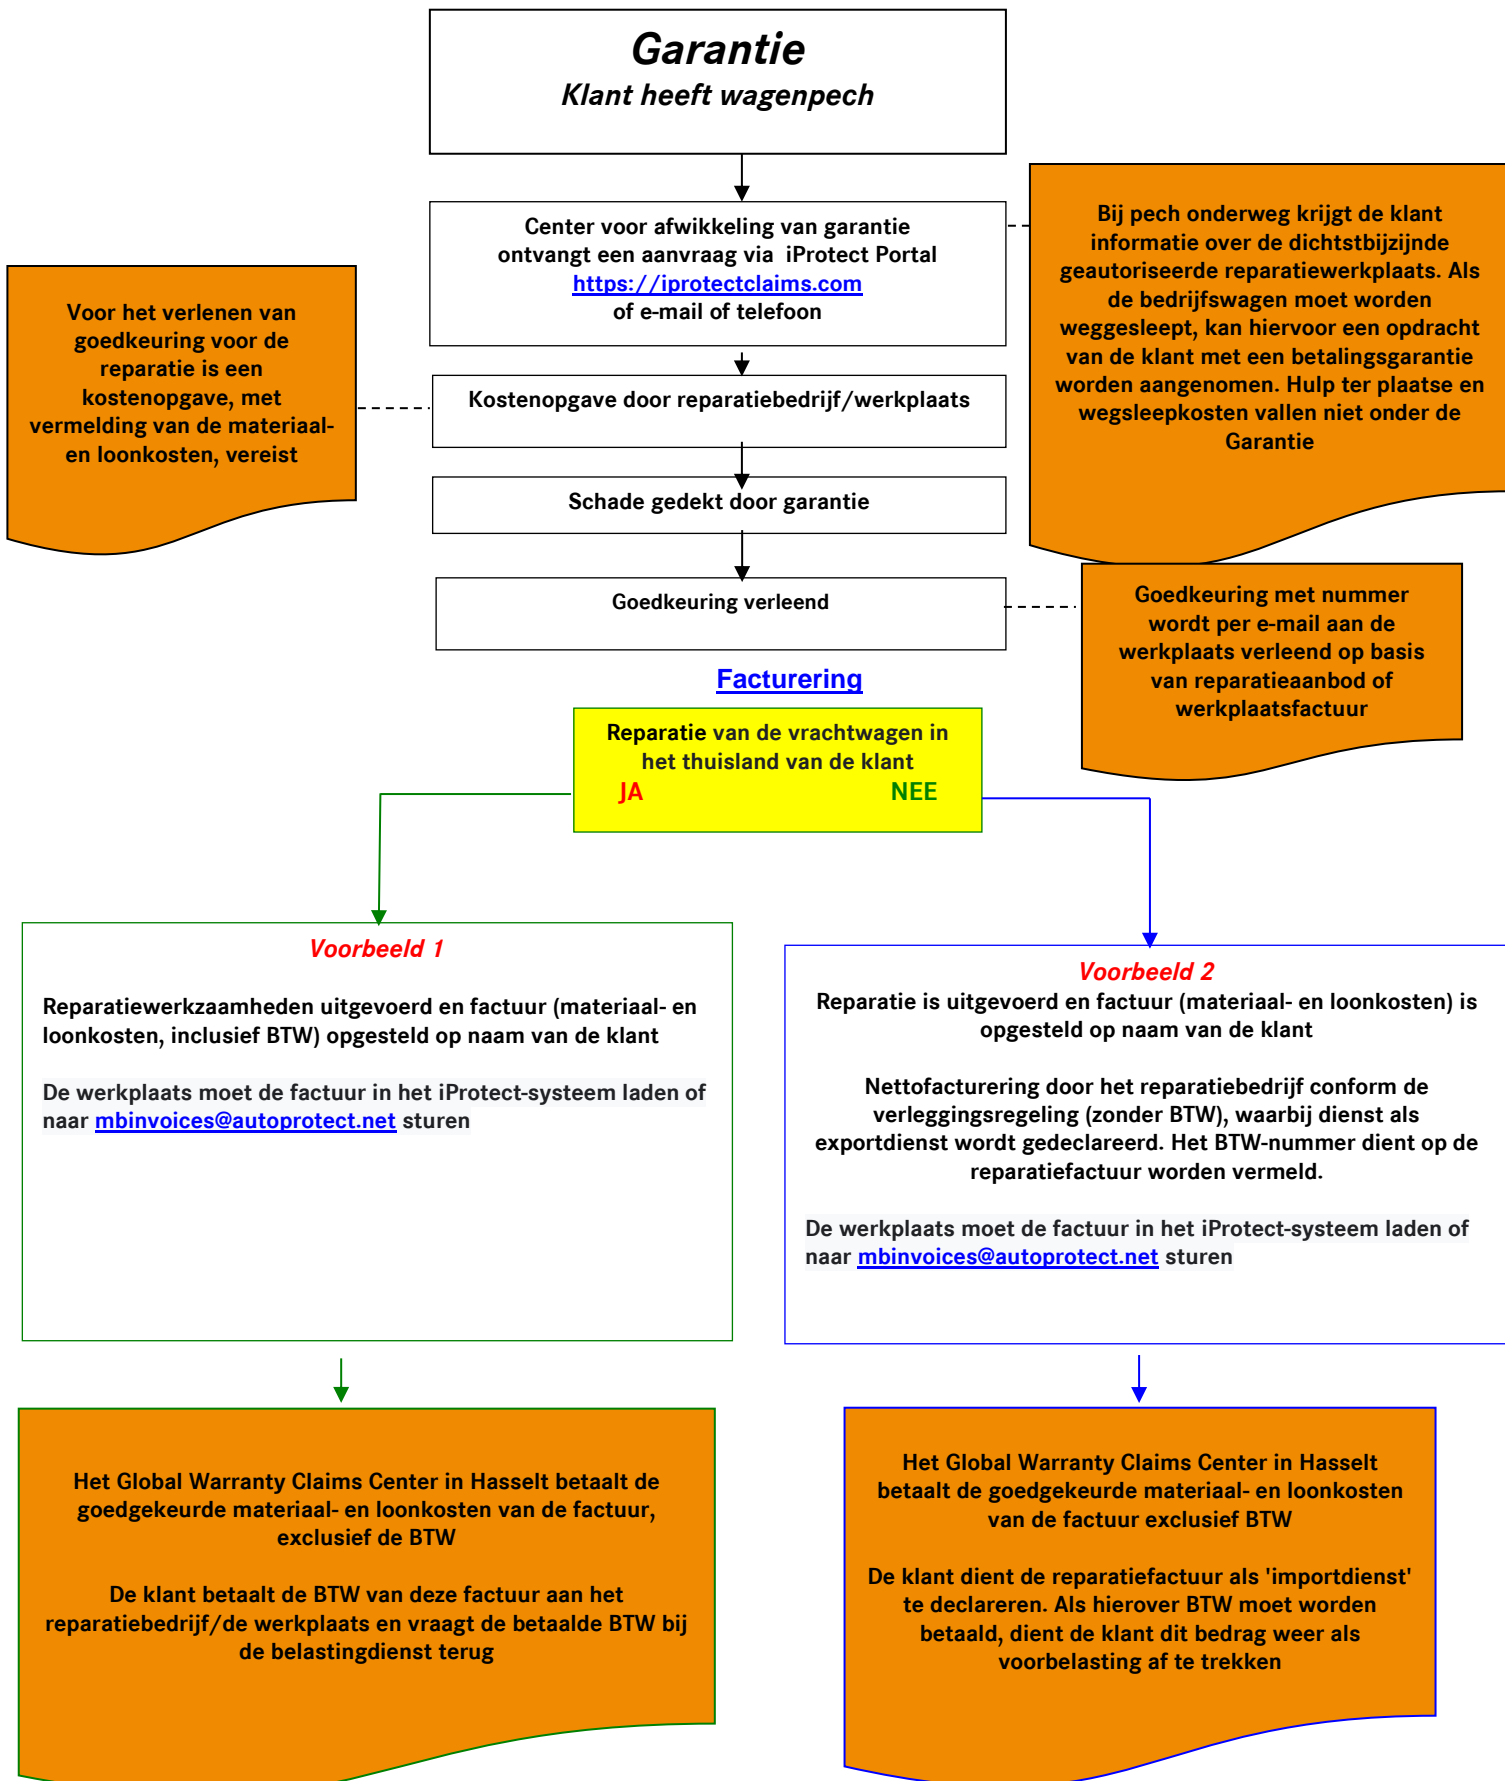 Garantie
Klant heeft wagenpech
Center voor afwikkeling van garantie
ontvangt een aanvraag via iProtect Portal
https://iprotectclaims.com
of e-mail of telefoon
Bij pech onderweg krijgt de klant
informatie over de dichtstbijzijnde
geautoriseerde reparatiewerkplaats. Als
de bedrijfswagen moet worden
weggesleept, kan hiervoor een opdracht
van de klant met een betalingsgarantie
worden aangenomen. Hulp ter plaatse en
wegsleepkosten vallen niet onder de
Garantie
Voor het verlenen van
goedkeuring voor de
reparatie is een
kostenopgave, met
vermelding van de materiaal-
en loonkosten, vereist
Kostenopgave door reparatiebedrijf/werkplaats
Schade gedekt door garantie
Goedkeuring verleend
Goedkeuring met nummer
wordt per e-mail aan de
werkplaats verleend op basis
van reparatieaanbod of
werkplaatsfactuur
Facturering
Reparatie van de vrachtwagen in
het thuisland van de klant
JA NEE
Voorbeeld 1
Reparatiewerkzaamheden uitgevoerd en factuur (materiaal- en
loonkosten, inclusief BTW) opgesteld op naam van de klant
De werkplaats moet de factuur in het iProtect-systeem laden of
naar mbinvoices@autoprotect.net sturen
Voorbeeld 2
Reparatie is uitgevoerd en factuur (materiaal- en loonkosten) is
opgesteld op naam van de klant
Nettofacturering door het reparatiebedrijf conform de
verleggingsregeling (zonder BTW), waarbij dienst als
exportdienst wordt gedeclareerd. Het BTW-nummer dient op de
reparatiefactuur worden vermeld.
De werkplaats moet de factuur in het iProtect-systeem laden of
naar mbinvoices@autoprotect.net sturen
Het Global Warranty Claims Center in Hasselt betaalt de
goedgekeurde materiaal- en loonkosten van de factuur,
exclusief de BTW
De klant betaalt de BTW van deze factuur aan het
reparatiebedrijf/de werkplaats en vraagt de betaalde BTW bij
de belastingdienst terug
Het Global Warranty Claims Center in Hasselt
betaalt de goedgekeurde materiaal- en loonkosten
van de factuur exclusief BTW
De klant dient de reparatiefactuur als 'importdienst'
te declareren. Als hierover BTW moet worden
betaald, dient de klant dit bedrag weer als
voorbelasting af te trekken